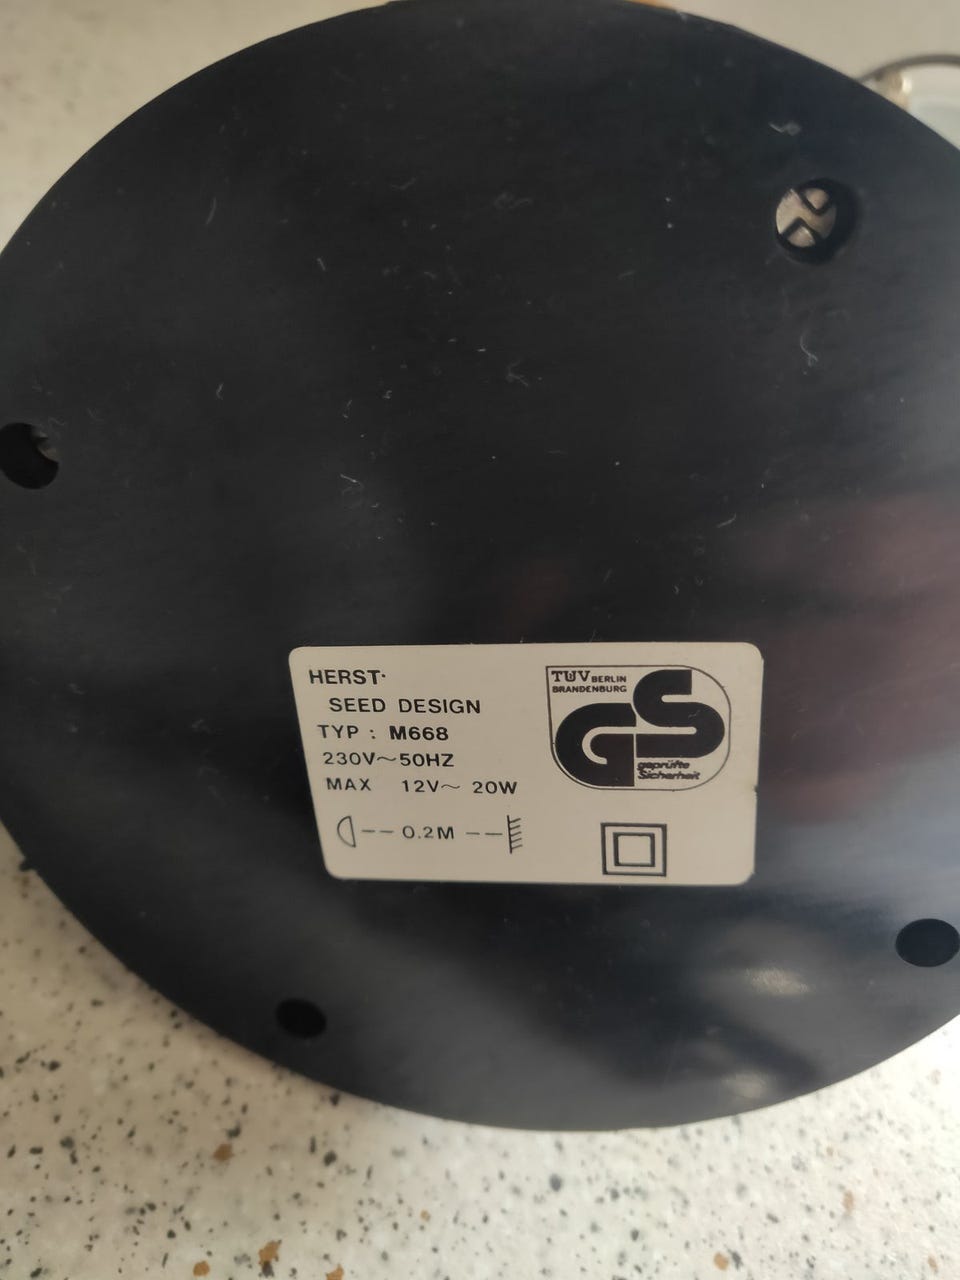 HERST·
SEED DESIGN
TYP : M668
230V~50HZ
MAX 12V~ 20W
0.2M
TÜV BERLIN
BRANDENBURG
GS
geprüfte
Sicherheit